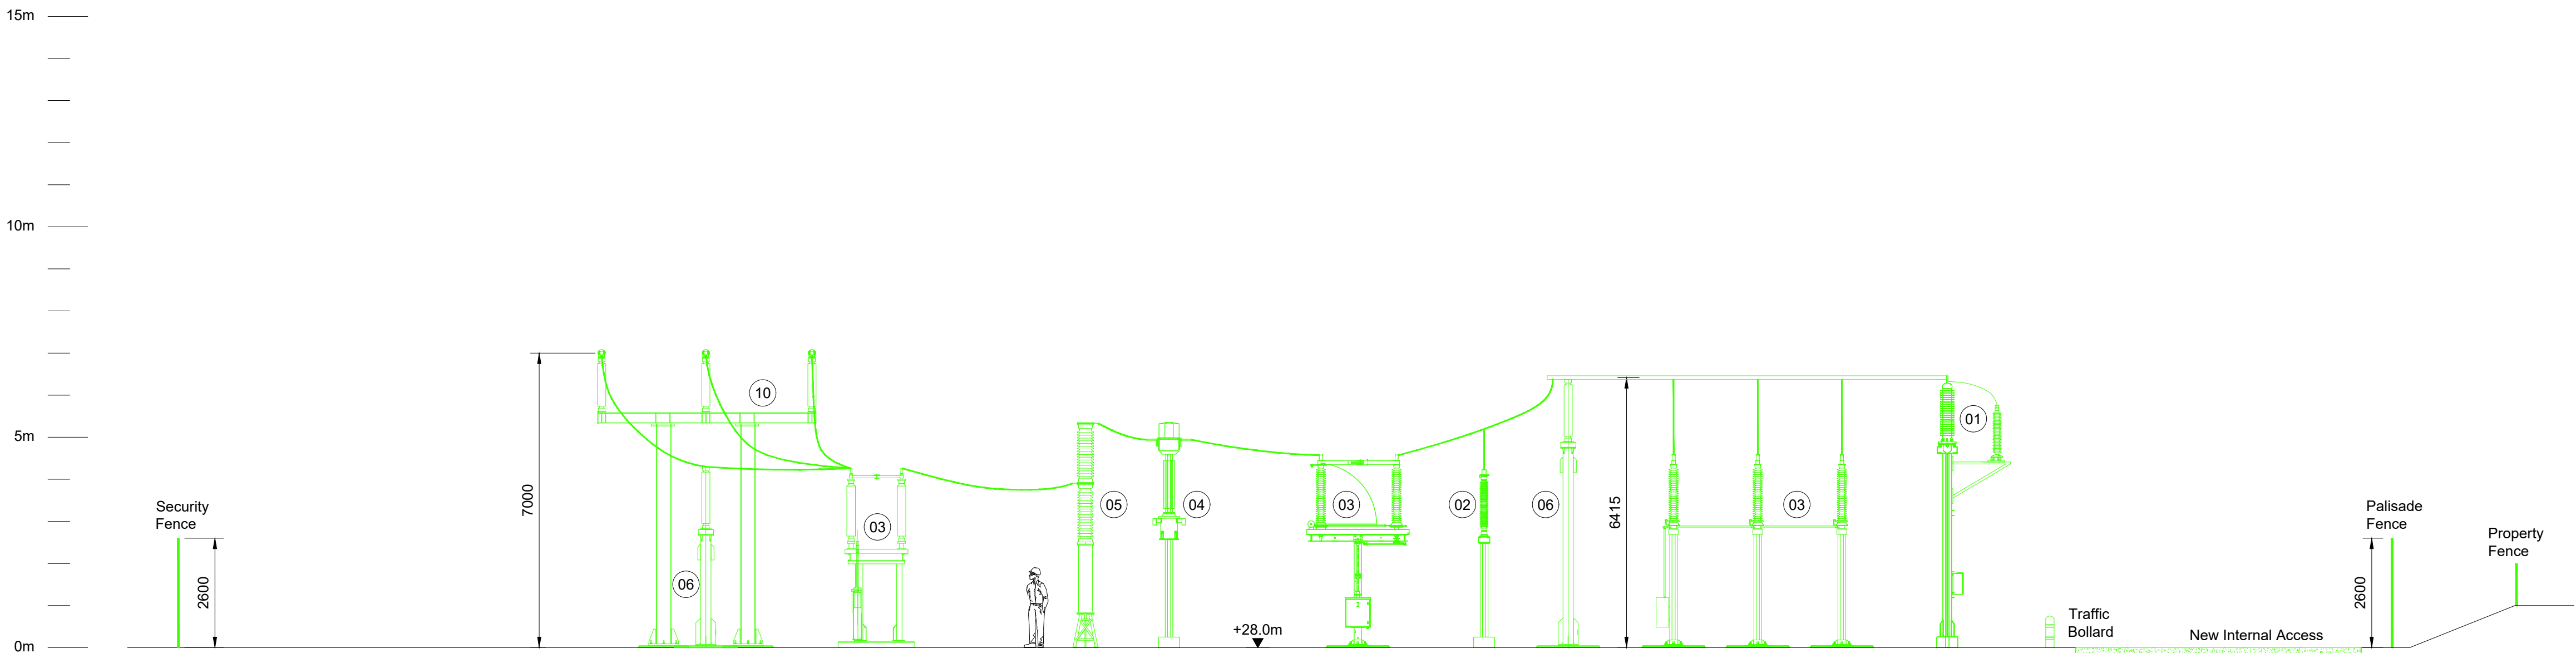 15m
10m
5m
0m
Security
Fence
2600
7000
10
06
03
05
04
+28.0m
03
02
06
6415
03
01
Traffic
Bollard
New Internal Access
Palisade
Fence
2600
Property
Fence